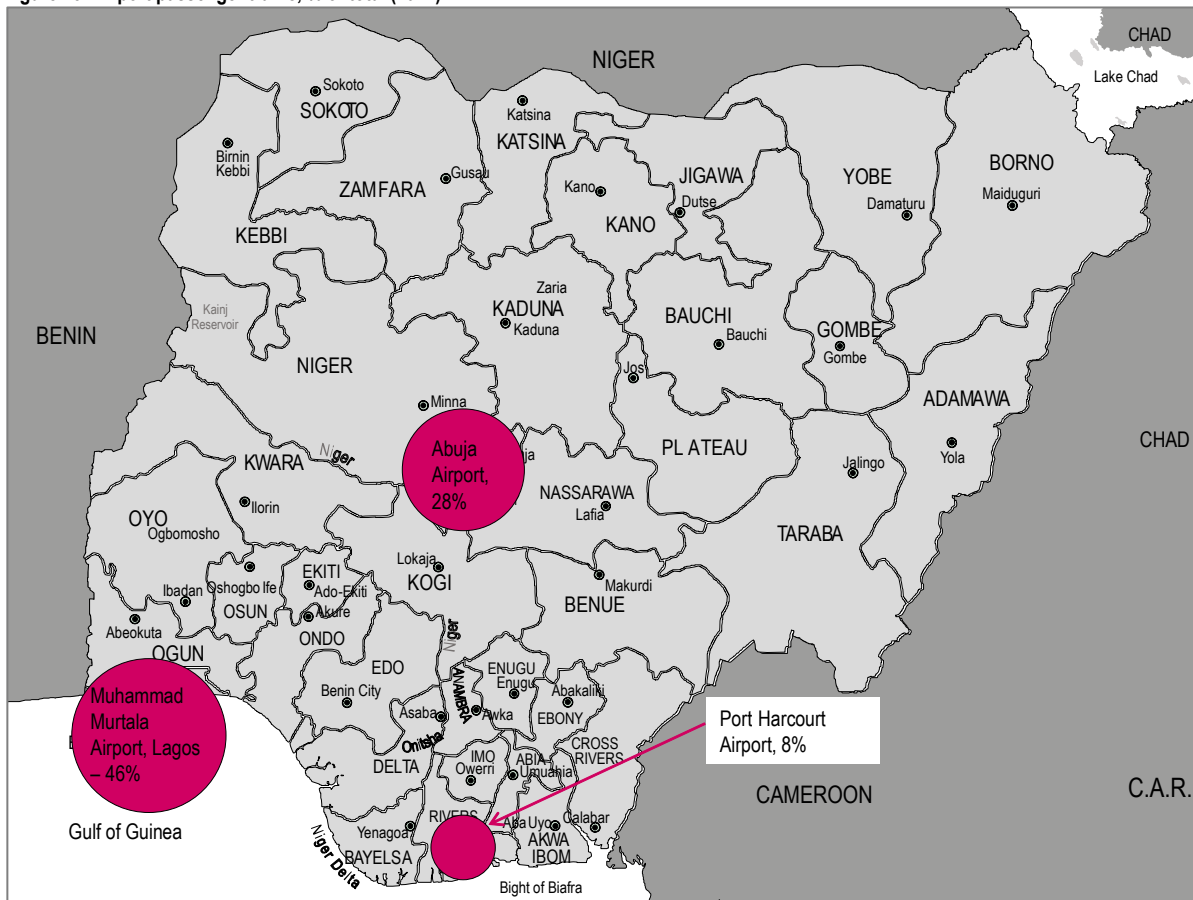 CHAD
NIGER
Lake Chad
Sokoto
SOKOTO
Katsina
KATSINA
Birnin
Kebbi
BORNO
ZAMFARA
Gusau
Kano
JIGAWA
YOBE
Dutse
Damaturu
Maiduguri
KANO
KEBBI
Zaria
Kainj
Reservoir
KADUNA
Kaduna
BAUCHI
Bauchi
GOMBE
Gombe
BENIN
NIGER
Jos
Minna
ADAMAWA
Abuja
Airport,
28%
PLATEAU
CHAD
Niger
KWARA
Yola
Jalingo
NASSARAWA
Lafia
Ilorin
OYO
Ogbomosho
TARABA
Lokaja
KOGI
EKITI
Ado-Ekiti
Oshogbo Ife
OSUN
Ibadan
Makurdi
BENUE
Akure
Abeokuta
ONDO
OGUN
Niger
EDO
ENUGU
Enugu
ANAMBRA
Muhammad
Murtala
Airport, Lagos
– 46%
Benin City
Asaba
Awka
Abakaliki
EBONY
Port Harcourt
Airport, 8%
Onitsba
CROSS
RIVERS
DELTA
IMO
Owerri
ABIA
Umuahia
CAMEROON
C.A.R.
Gulf of Guinea
RIVERS
Yenagoa
BAYELSA
Aba
Uyo
Calabar
AKWA
IBOM
Niger Delta
Bight of Biafra